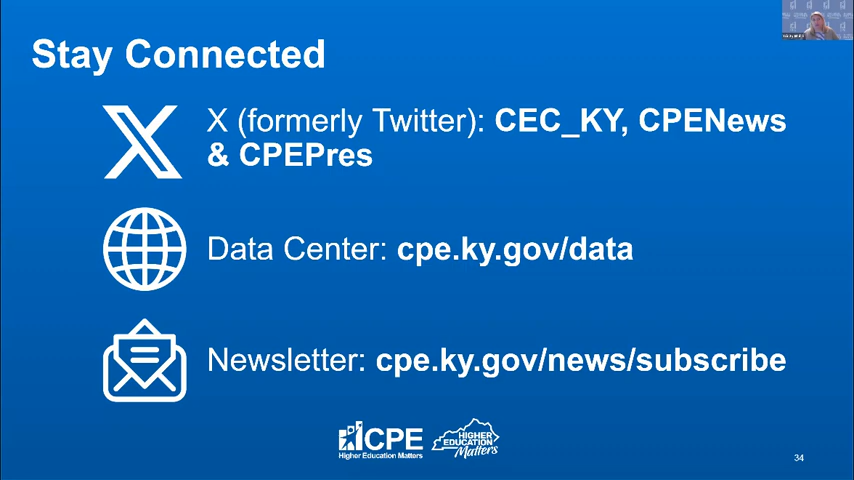 Stay Connected
X (formerly Twitter): CEC_KY, CPENews
& CPEPres
Data Center: cpe.ky.gov/data
Newsletter: cpe.ky.gov/news/subscribe
CPE
Higher Education Matters
HIGHER
EDUCATION
Matters
34